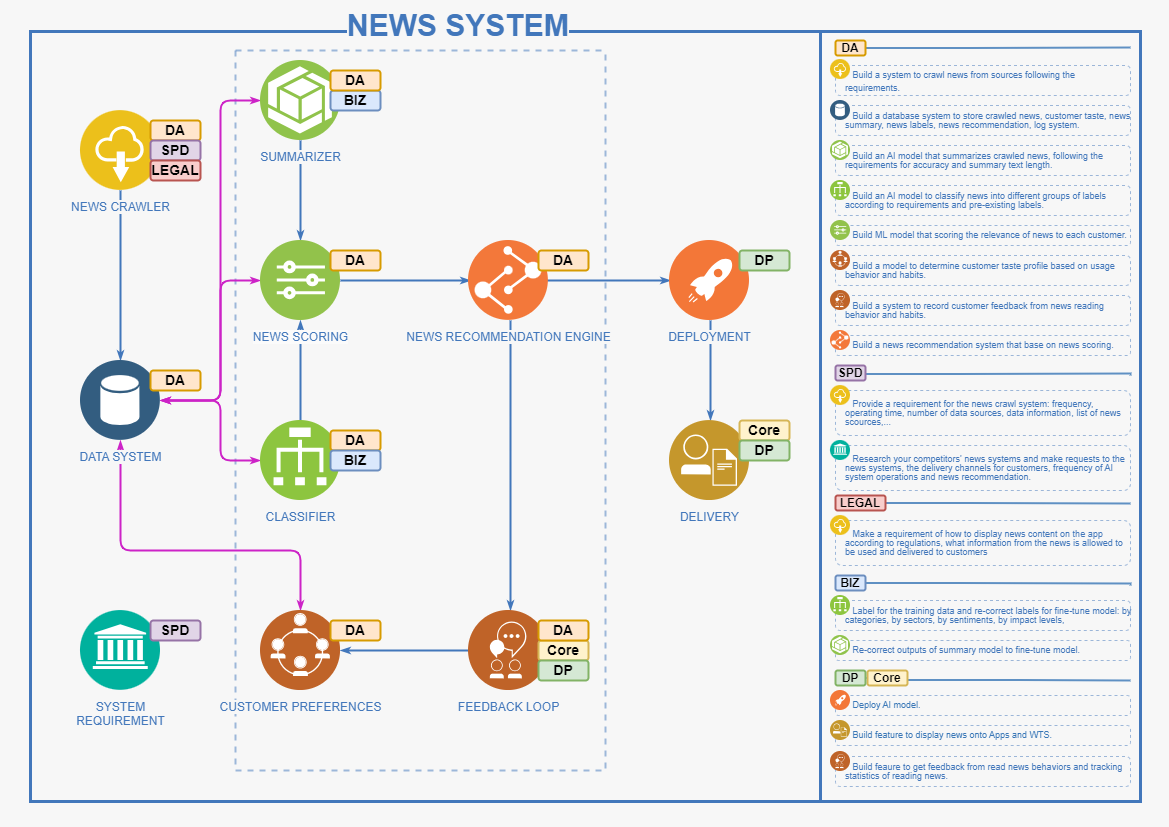 NEWS SYSTEM
DA
BIZ
SUMMARIZER
DA
SPD
LEGAL
NEWS CRAWLER
DA
NEWS SCORING
DA
NEWS RECOMMENDATION ENGINE
DP
DEPLOYMENT
DA
DATA SYSTEM
DA
BIZ
CLASSIFIER
Core
DP
DELIVERY
SPD
SYSTEM
REQUIREMENT
DA
CUSTOMER PREFERENCES
DA
Core
DP
FEEDBACK LOOP
DA
Build a system to crawl news from sources following the
requirements.
Build a database system to store crawled news, customer taste, news
summary, news labels, news recommendation, log system.
Build an AI model that summarizes crawled news, following the
requirements for accuracy and summary text length.
Build an AI model to classify news into different groups of labels
according to requirements and pre-existing labels.
Build ML model that scoring the relevance of news to each customer.
Build a model to determine customer taste profile based on usage
behavior and habits.
Build a system to record customer feedback from news reading
behavior and habits.
Build a news recommendation system that base on news scoring.
SPD
Provide a requirement for the news crawl system: frequency,
operating time, number of data sources, data information, list of news
scources,...
Research your competitors' news systems and make requests to the
news systems, the delivery channels for customers, frequency of AI
system operations and news recommendation.
LEGAL
Make a requirement of how to display news content on the app
according to regulations, what information from the news is allowed to
be used and delivered to customers
BIZ
Label for the training data and re-correct labels for fine-tune model: by
categories, by sectors, by sentiments, by impact levels,
Re-correct outputs of summary model to fine-tune model.
DP Core
Deploy AI model.
Build feature to display news onto Apps and WTS.
Build feaure to get feedback from read news behaviors and tracking
statistics of reading news.